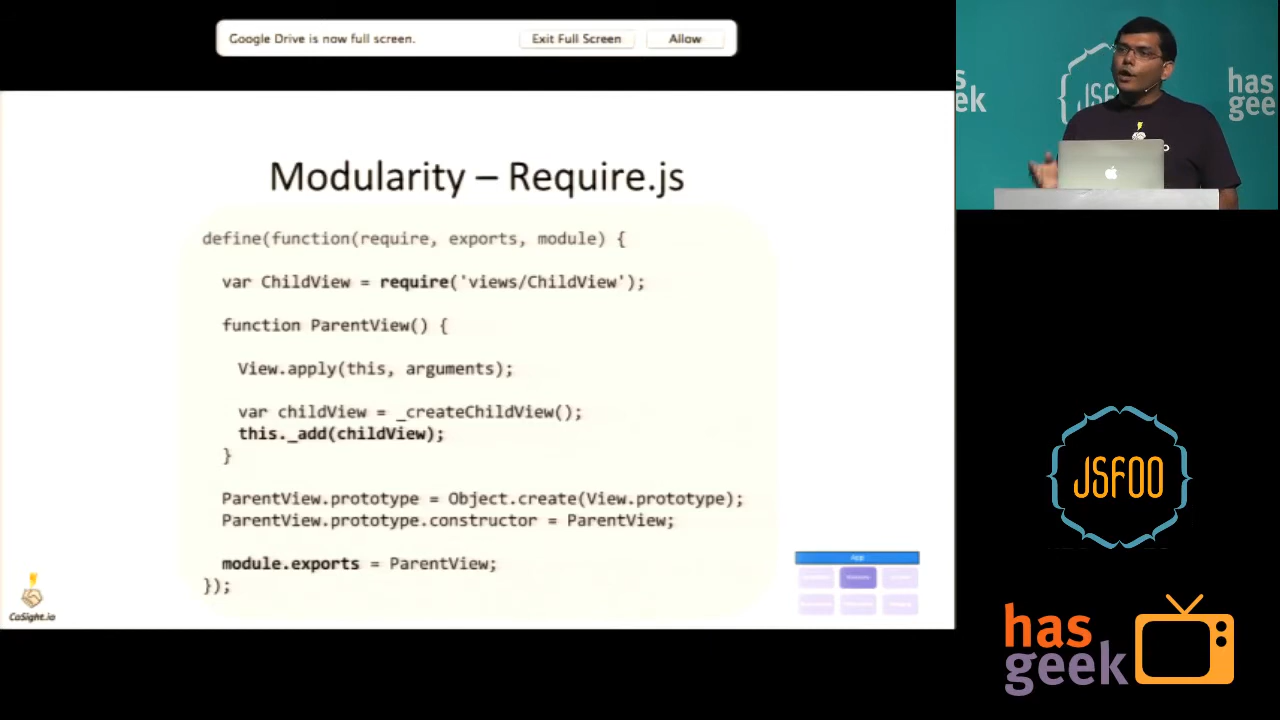 Google Drive is now full screen.
Exit Full Screen
Allow
Modularity – Require.js
define(function(require, exports, module) {
var ChildView = require('views/ChildView');
function ParentView() {
View.apply(this, arguments);
var childView = _createChildView();
this._add(childView);
}
ParentView.prototype = Object.create(View.prototype);
ParentView.prototype.constructor = ParentView;
module.exports = ParentView;
});
CoSight.io
App
has
geek
JSFOO
has
geek